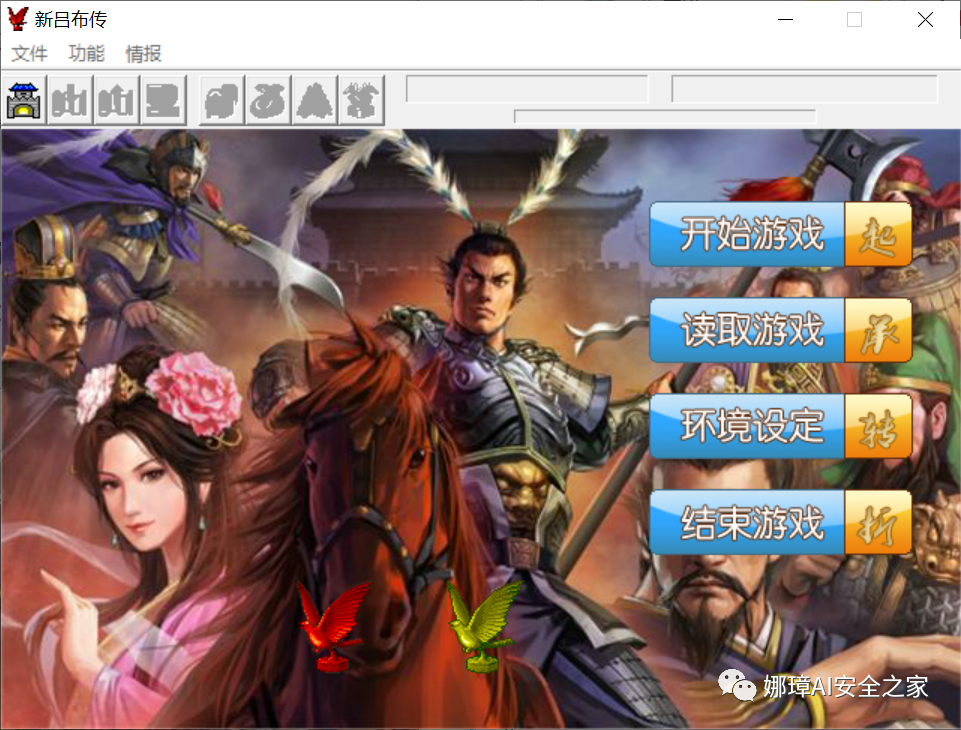 新吕布传
文件 功能 情报
开始游戏 起
读取游戏 承
环境设定 转
结束游戏 折
娜璋AI安全之家